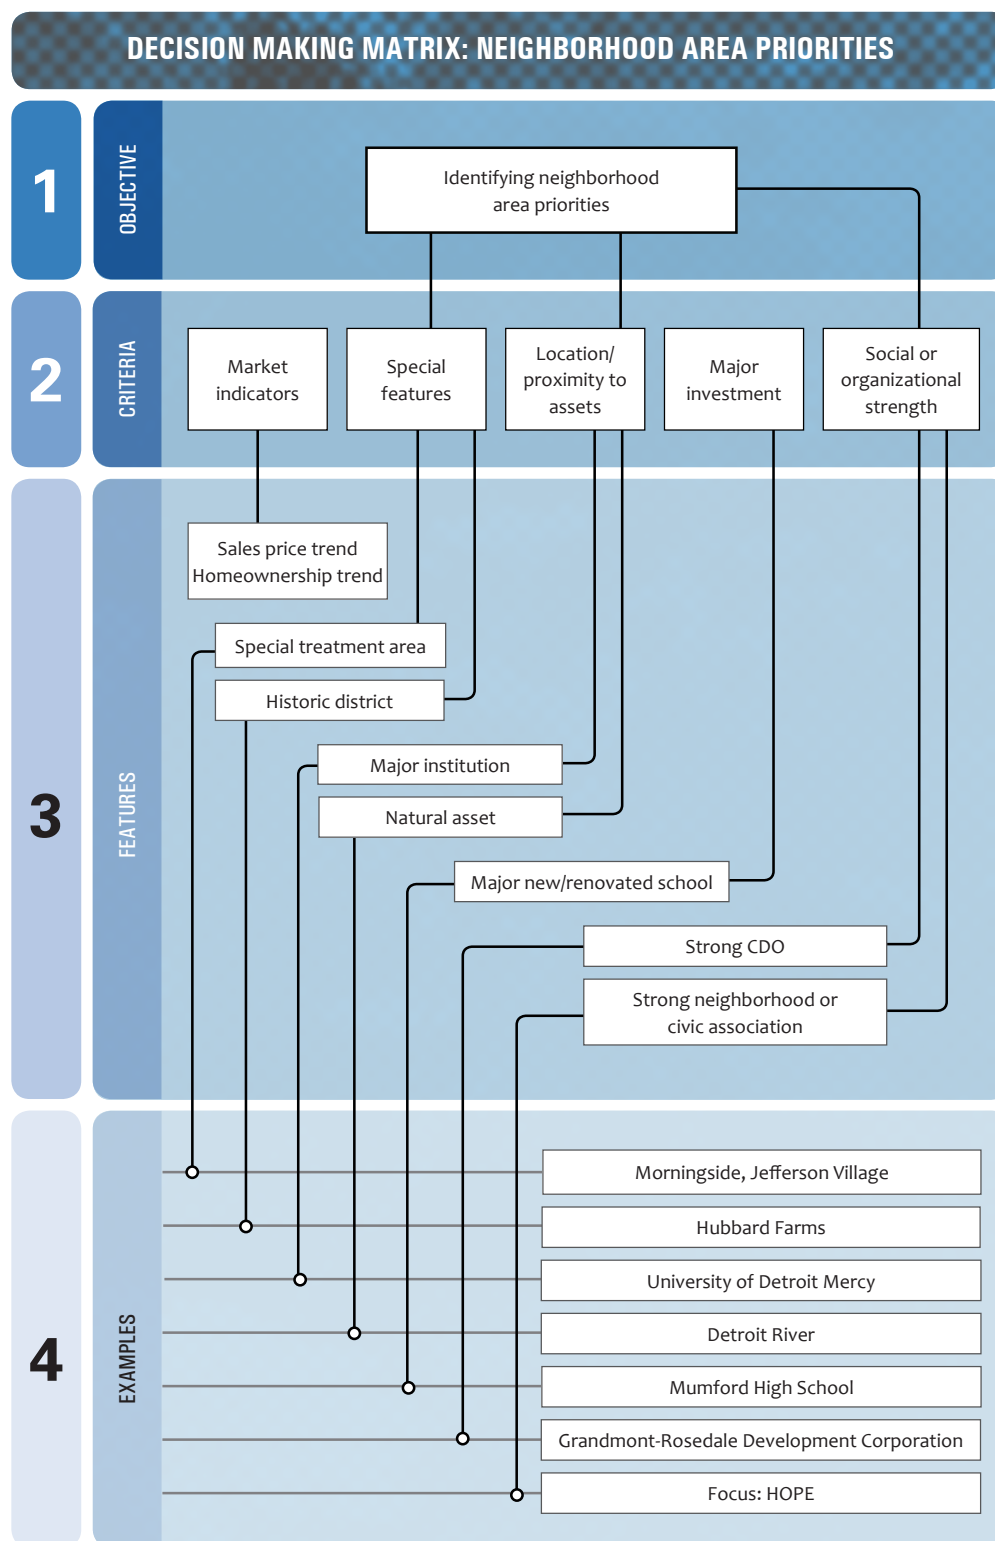 DECISION MAKING MATRIX: NEIGHBORHOOD AREA PRIORITIES
1
OBJECTIVE
Identifying neighborhood
area priorities
2
CRITERIA
Market
indicators
Special
features
Location/
proximity to
assets
Major
investment
Social or
organizational
strength
3
FEATURES
Sales price trend
Homeownership trend
Special treatment area
Historic district
Major institution
Natural asset
Major new/renovated school
Strong CDO
Strong neighborhood or
civic association
4
EXAMPLES
Morningside, Jefferson Village
Hubbard Farms
University of Detroit Mercy
Detroit River
Mumford High School
Grandmont-Rosedale Development Corporation
Focus: HOPE